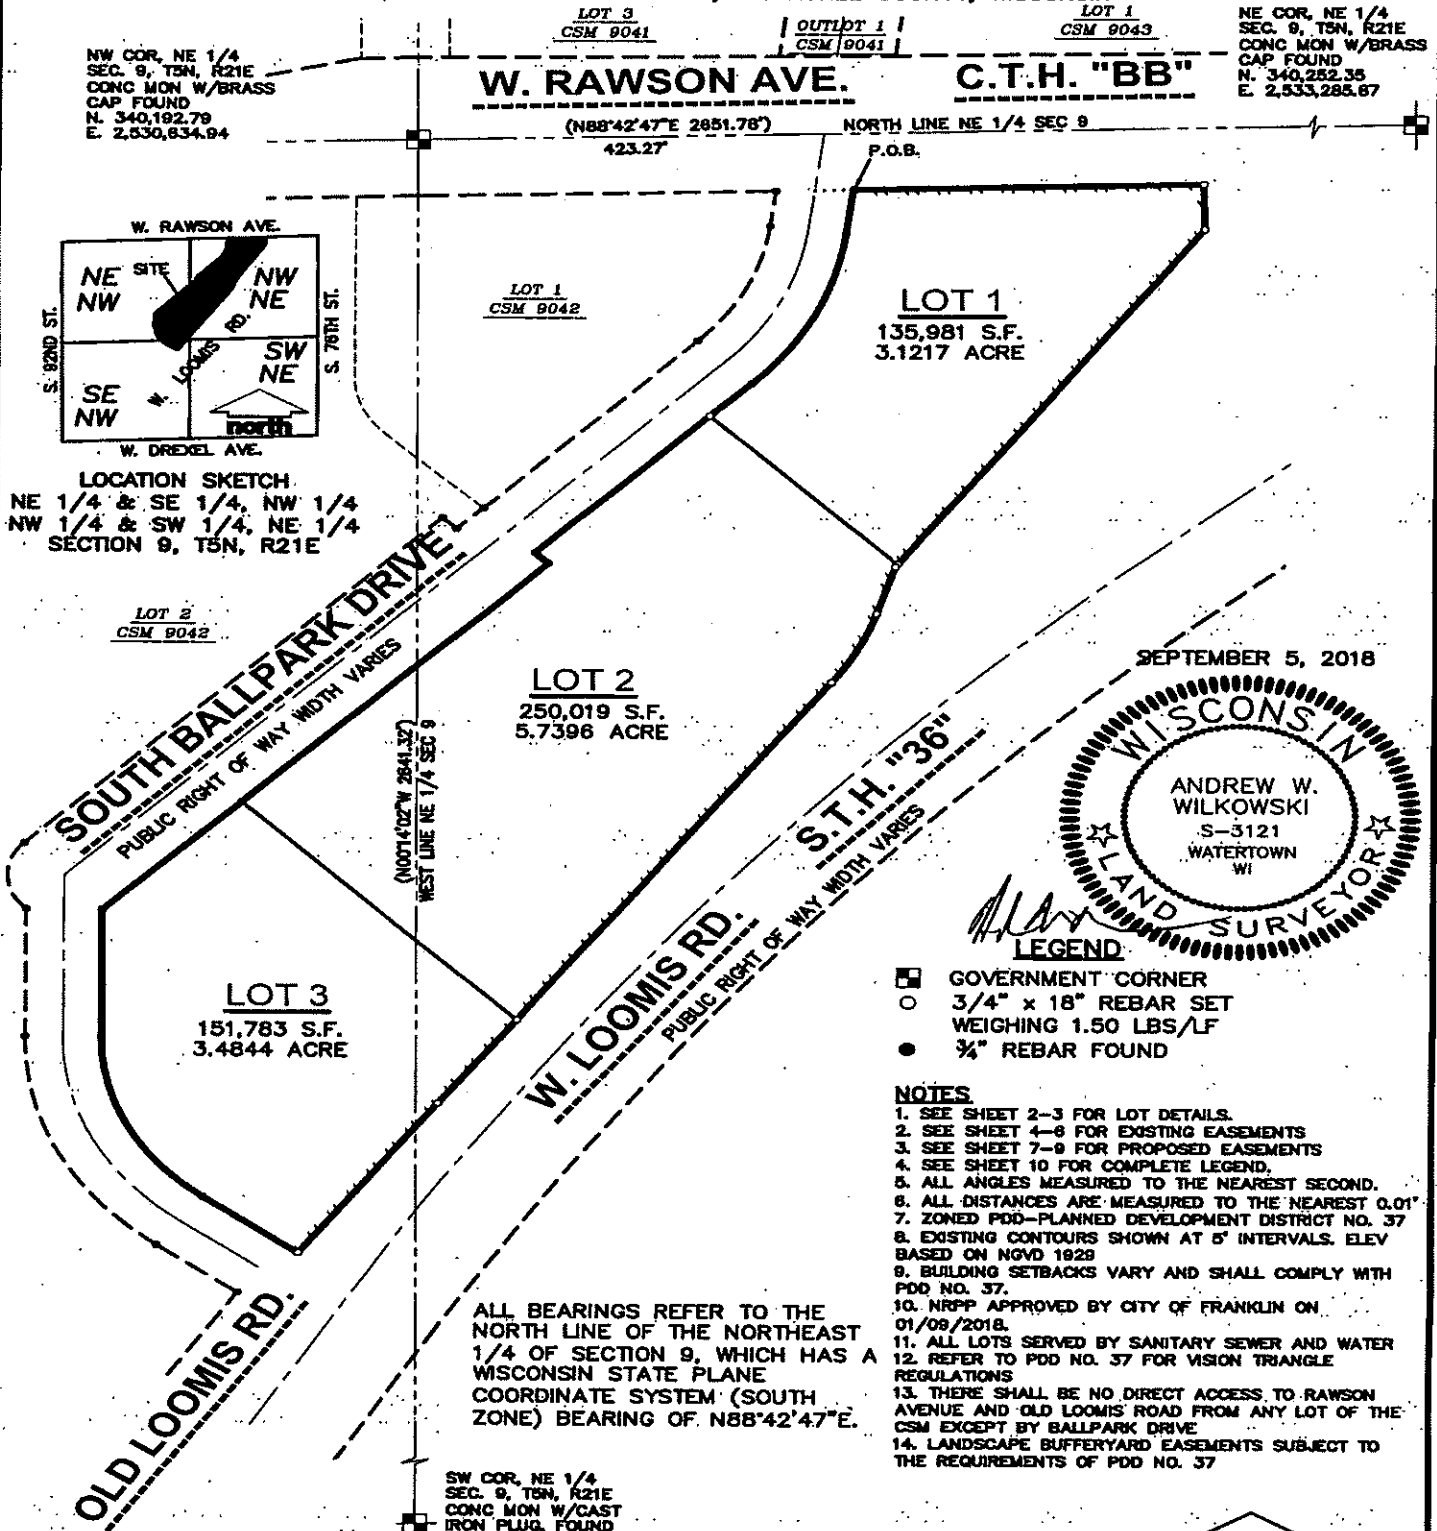 LOT 3
CSM 9041
OUTLOT 1
CSM 9041
LOT 1
CSM 9043
NW COR, NE 1/4
SEC. 9, T5N, R21E
CONC MON W/BRASS
CAP FOUND
N. 340,192.79
E. 2,530,634.94
NE COR, NE 1/4
SEC. 9, T5N, R21E
CONC MON W/BRASS
CAP FOUND
N. 340,252.35
E. 2,533,285.67
W. RAWSON AVE. C.T.H. "BB"
(N88°42'47"E 2651.76')
NORTH LINE NE 1/4 SEC 9
423.27'
P.O.B.
W. RAWSON AVE.
NE
NW
SITE
NW
NE
S. 92ND ST.
S. 76TH ST.
W. LOOMIS RD.
SW
NE
SE
NW
north
W. DREXEL AVE.
LOCATION SKETCH
NE 1/4 & SE 1/4, NW 1/4
NW 1/4 & SW 1/4, NE 1/4
SECTION 9, T5N, R21E
LOT 1
CSM 9042
LOT 1
135,981 S.F.
3.1217 ACRE
LOT 2
CSM 9042
SOUTH BALLPARK DRIVE
PUBLIC RIGHT OF WAY WIDTH VARIES
LOT 2
250,019 S.F.
5.7396 ACRE
(N00°14'02"W 2641.32')
WEST LINE NE 1/4 SEC 9
SEPTEMBER 5, 2018
WISCONSIN
ANDREW W.
WILKOWSKI
S-3121
WATERTOWN
WI
LAND SURVEYOR
W. LOOMIS RD. S.T.H. "36"
PUBLIC RIGHT OF WAY WIDTH VARIES
LOT 3
151,783 S.F.
3.4844 ACRE
LEGEND
GOVERNMENT CORNER
3/4" x 18" REBAR SET
WEIGHING 1.50 LBS/LF
¾" REBAR FOUND
NOTES
1. SEE SHEET 2-3 FOR LOT DETAILS.
2. SEE SHEET 4-6 FOR EXISTING EASEMENTS
3. SEE SHEET 7-9 FOR PROPOSED EASEMENTS
4. SEE SHEET 10 FOR COMPLETE LEGEND.
5. ALL ANGLES MEASURED TO THE NEAREST SECOND.
6. ALL DISTANCES ARE MEASURED TO THE NEAREST 0.01'
7. ZONED PDD-PLANNED DEVELOPMENT DISTRICT NO. 37
8. EXISTING CONTOURS SHOWN AT 5' INTERVALS. ELEV
BASED ON NGVD 1929
9. BUILDING SETBACKS VARY AND SHALL COMPLY WITH
PDD NO. 37.
10. NRPP APPROVED BY CITY OF FRANKLIN ON
01/09/2018.
11. ALL LOTS SERVED BY SANITARY SEWER AND WATER
12. REFER TO PDD NO. 37 FOR VISION TRIANGLE
REGULATIONS
13. THERE SHALL BE NO DIRECT ACCESS TO RAWSON
AVENUE AND OLD LOOMIS ROAD FROM ANY LOT OF THE
CSM EXCEPT BY BALLPARK DRIVE
14. LANDSCAPE BUFFERYARD EASEMENTS SUBJECT TO
THE REQUIREMENTS OF PDD NO. 37
ALL BEARINGS REFER TO THE
NORTH LINE OF THE NORTHEAST
1/4 OF SECTION 9, WHICH HAS A
WISCONSIN STATE PLANE
COORDINATE SYSTEM (SOUTH
ZONE) BEARING OF N88°42'47"E.
OLD LOOMIS RD.
SW COR, NE 1/4
SEC. 9, T5N, R21E
CONC MON W/CAST
IRON PLUG FOUND